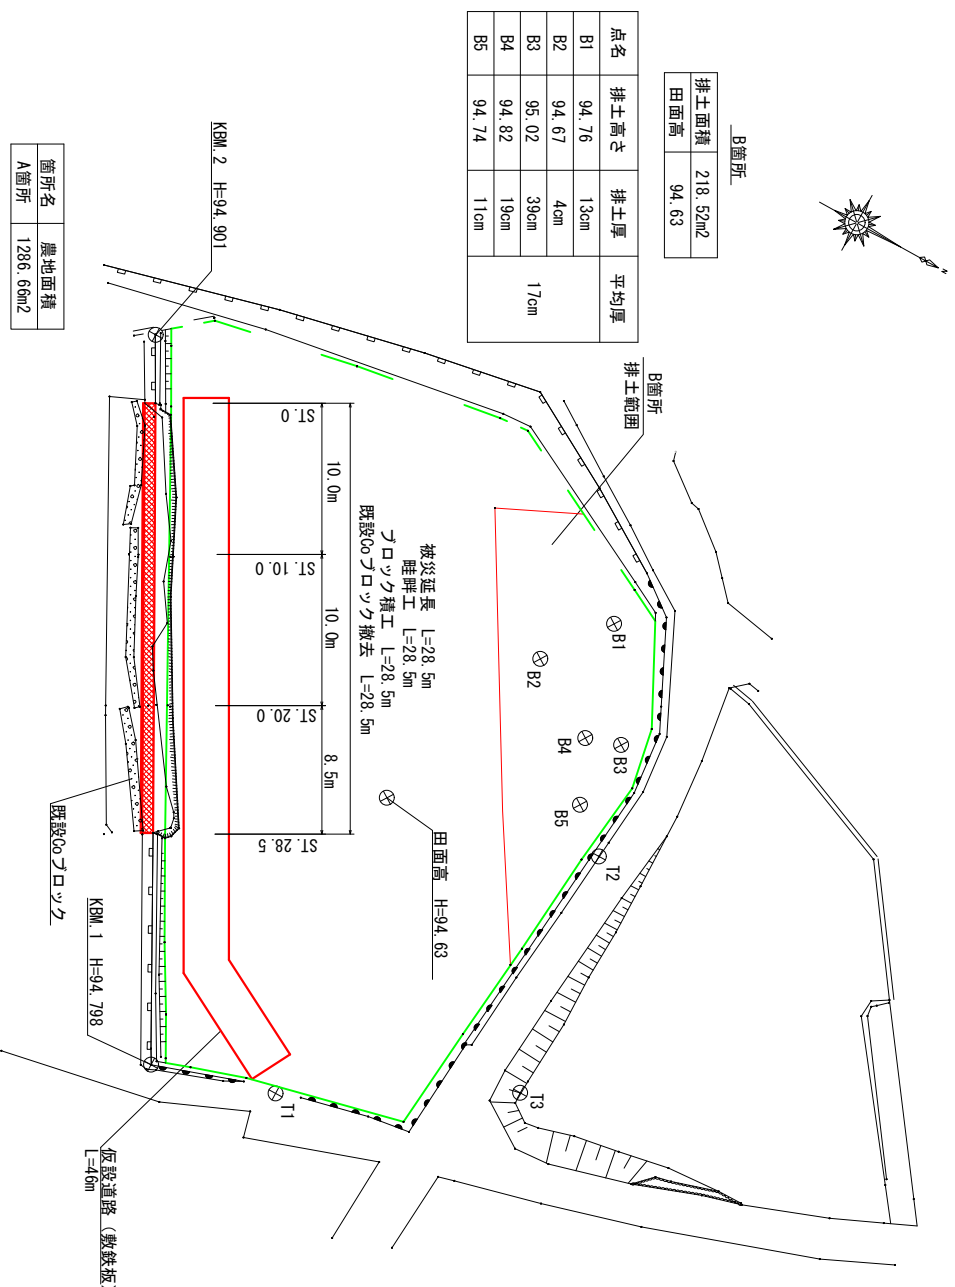 B箇所
排土面積 218.52m2
田面高 94.63
点名 排土高さ 排土厚 平均厚
B1 94.76 13cm 17cm
B2 94.67 4cm
B3 95.02 39cm
B4 94.82 19cm
B5 94.74 11cm
N
B箇所
排土範囲
KBM.2 H=94.901
箇所名 農地面積
A箇所 1286.66m2
被災延長 L=28.5m
畦畔工 L=28.5m
ブロック積工 L=28.5m
既設Coブロック撤去 L=28.5m
10.0m
10.0m
8.5m
ST.0
ST.10.0
ST.20.0
ST.28.5
B1
B2
B4
B3
B5
T2
T3
T1
田面高 H=94.63
既設Coブロック
KBM.1 H=94.798
仮設道路（敷鉄板）
L=46m